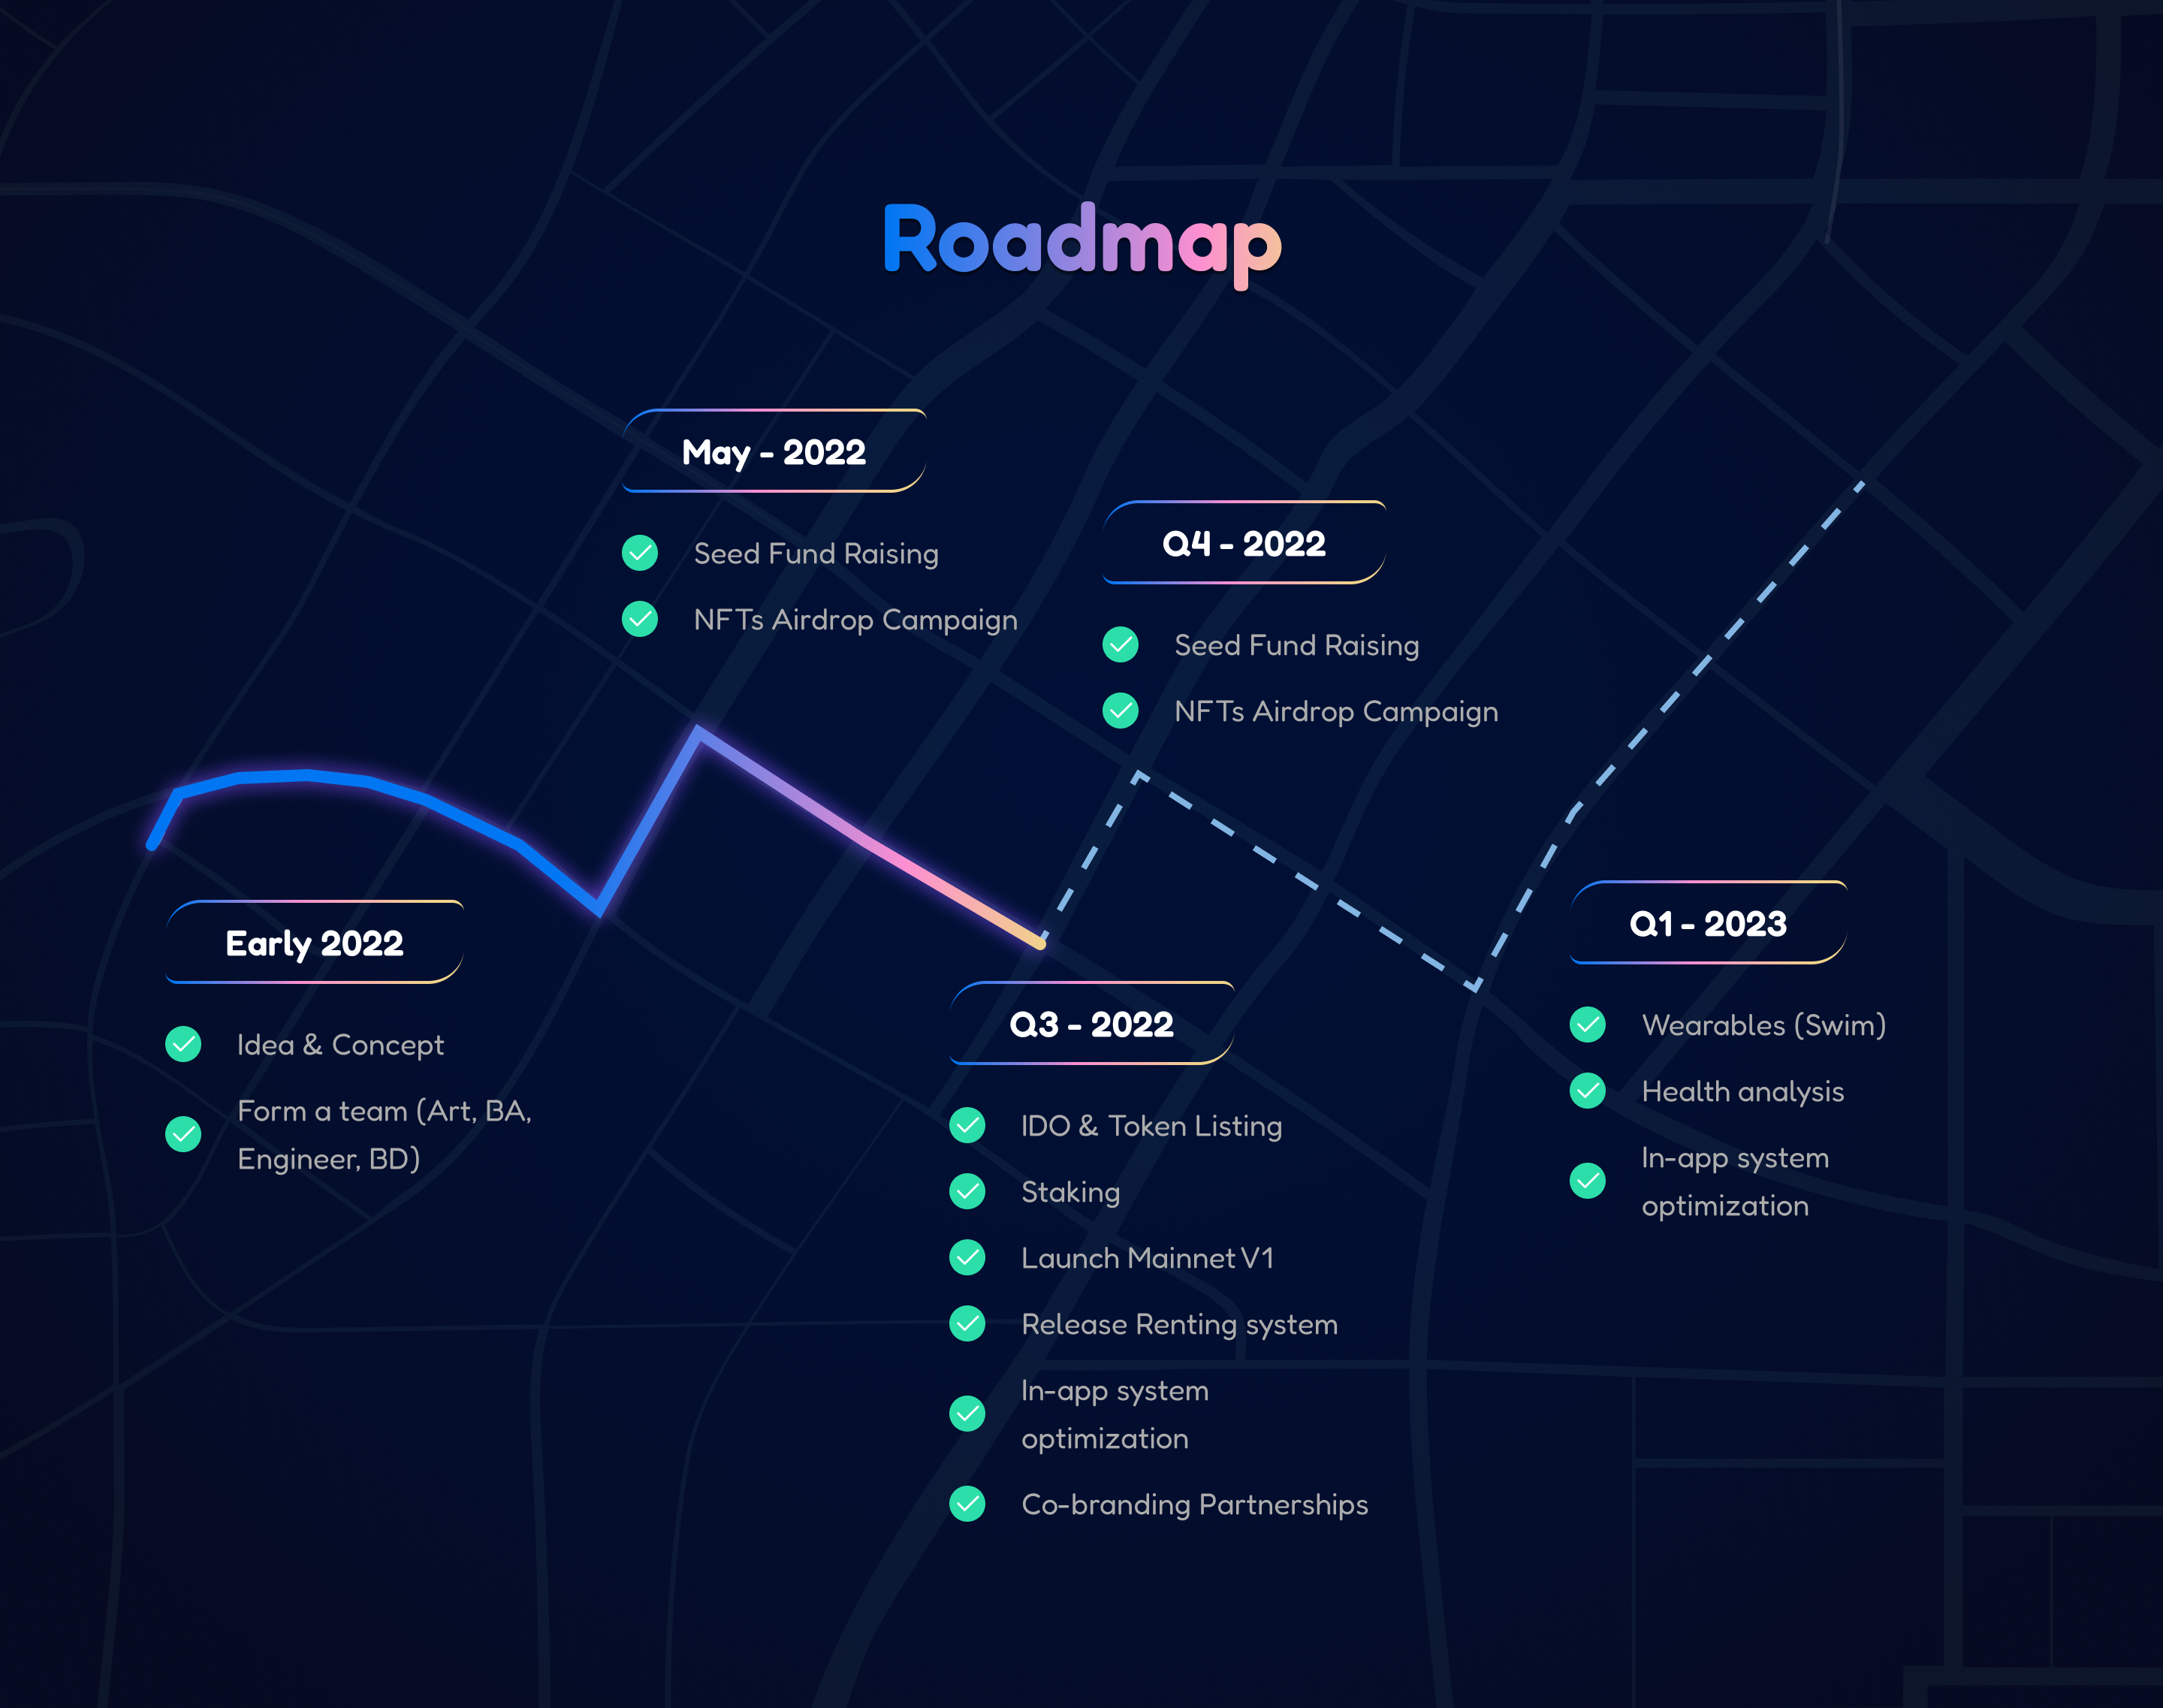 Roadmap
May - 2022
Seed Fund Raising
NFTs Airdrop Campaign
Q4 - 2022
Seed Fund Raising
NFTs Airdrop Campaign
Early 2022
Idea & Concept
Form a team (Art, BA,
Engineer, BD)
Q3 - 2022
IDO & Token Listing
Staking
Launch Mainnet V1
Release Renting system
In-app system
optimization
Co-branding Partnerships
Q1 - 2023
Wearables (Swim)
Health analysis
In-app system
optimization